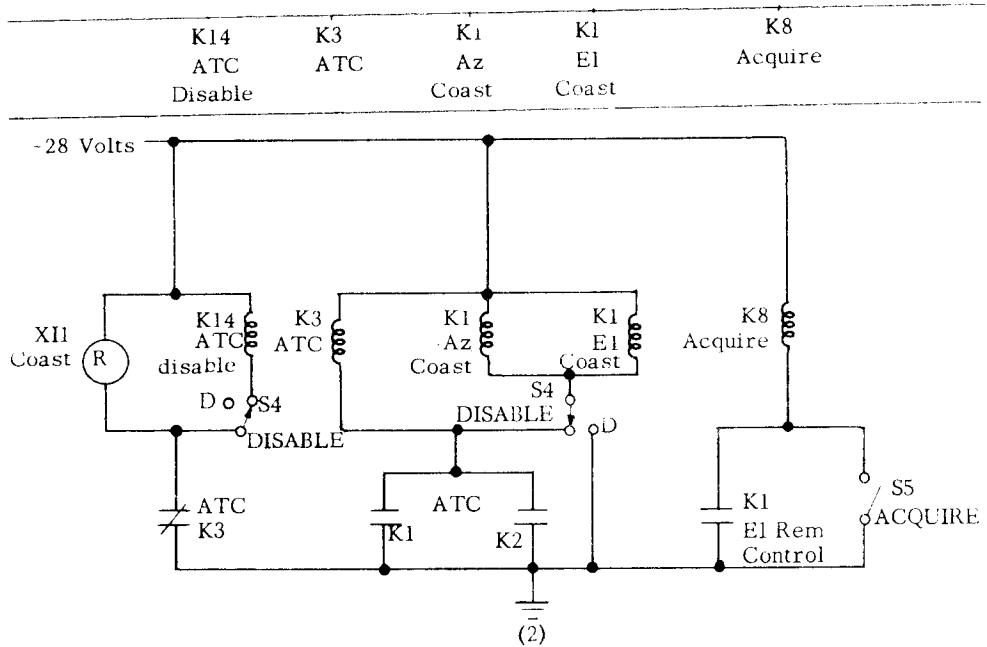 K14 K3 K1 K1 K8
ATC ATC Az El Acquire
Disable Coast Coast
-28 Volts
XI1
Coast
R
K14
ATC
disable
K3
ATC
K1
Az
Coast
K1
El
Coast
K8
Acquire
D S4
DISABLE
S4
DISABLE
D
ATC
K3
ATC
K1
K2
K1
El Rem
Control
S5
ACQUIRE
(2)